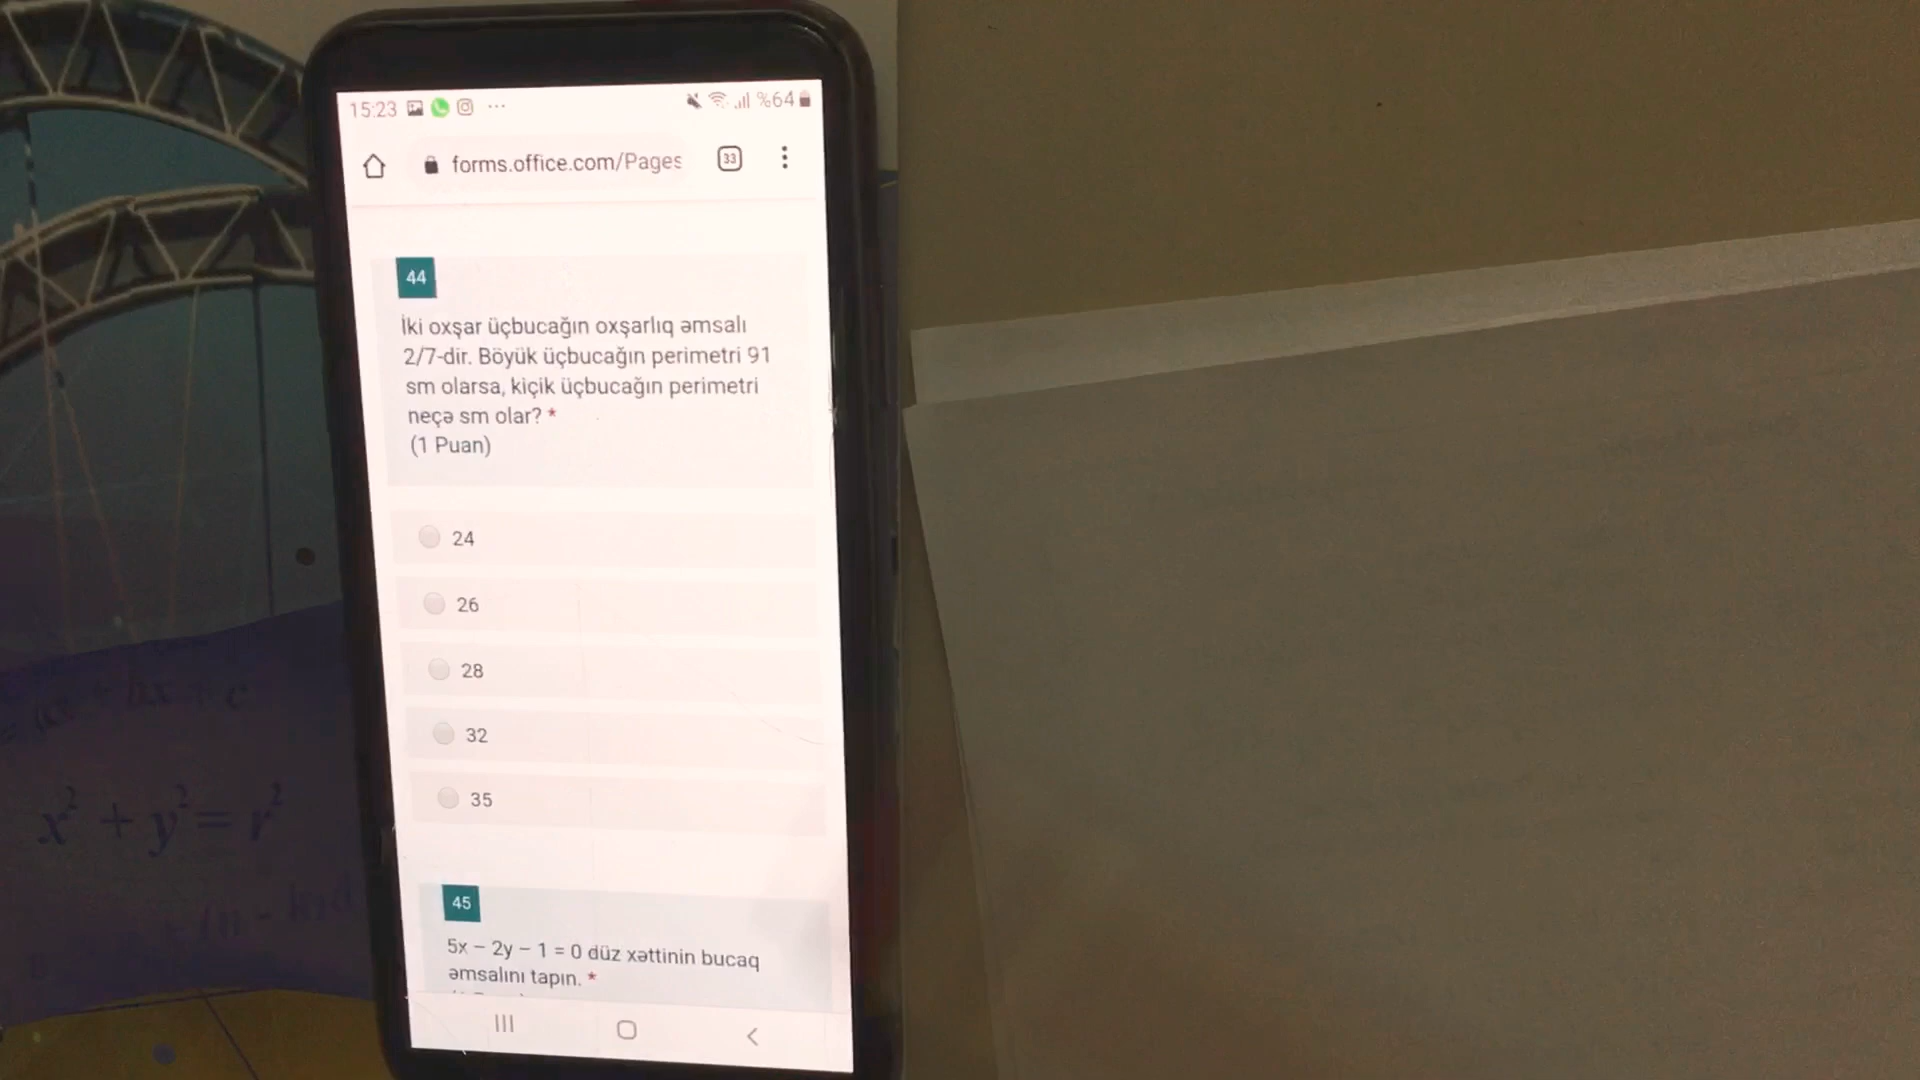 15:23 ... %64
forms.office.com/Pages 33
44
İki oxşar üçbucağın oxşarlıq əmsalı
2/7-dir. Böyük üçbucağın perimetri 91
sm olarsa, kiçik üçbucağın perimetri
neçə sm olar? *
(1 Puan)
24
26
28
32
35
45
5x − 2y − 1 = 0 düz xəttinin bucaq
əmsalını tapın. *
x² + y² = r²